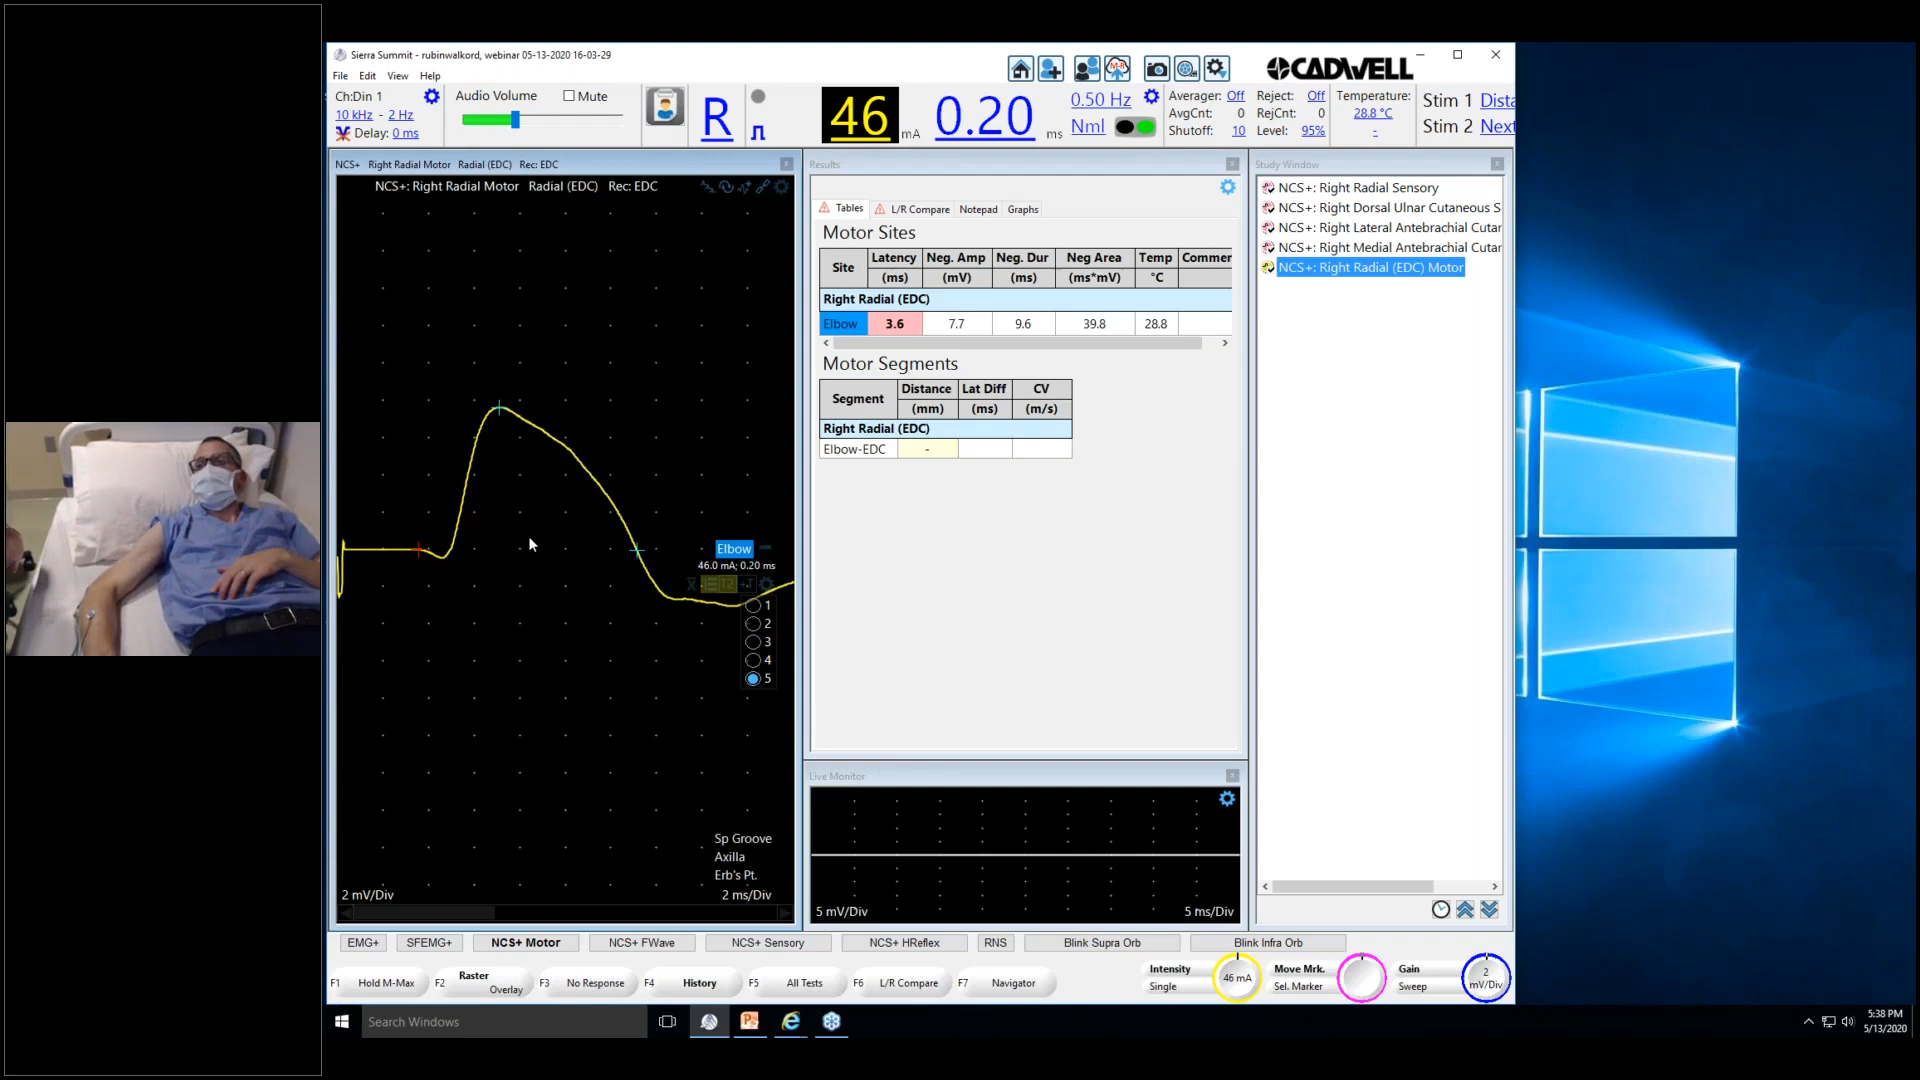 Sierra Summit - rubinwalkord, webinar 05-13-2020 16-03-29
File Edit View Help
CADWELL
Ch:Din 1
10 kHz - 2 Hz
Delay: 0 ms
Audio Volume
Mute
R
46 mA
0.20 ms
0.50 Hz
Nml
Averager: Off
AvgCnt: 0
Shutoff: 10
Reject: Off
RejCnt: 0
Level: 95%
Temperature:
28.8 °C
-
Stim 1 Dista
Stim 2 Next
NCS+ Right Radial Motor Radial (EDC) Rec: EDC
NCS+: Right Radial Motor Radial (EDC) Rec: EDC
Elbow
46.0 mA; 0.20 ms
T2
+T
1
2
3
4
5
Sp Groove
Axilla
Erb's Pt.
2 mV/Div
2 ms/Div
Results
Tables L/R Compare Notepad Graphs
Motor Sites
Site Latency Neg. Amp Neg. Dur Neg Area Temp Commer
(ms) (mV) (ms) (ms*mV) °C
Right Radial (EDC)
Elbow 3.6 7.7 9.6 39.8 28.8
Motor Segments
Segment Distance Lat Diff CV
(mm) (ms) (m/s)
Right Radial (EDC)
Elbow-EDC -
Live Monitor
5 mV/Div
5 ms/Div
Study Window
NCS+: Right Radial Sensory
NCS+: Right Dorsal Ulnar Cutaneous S
NCS+: Right Lateral Antebrachial Cutar
NCS+: Right Medial Antebrachial Cutar
NCS+: Right Radial (EDC) Motor
EMG+ SFEMG+ NCS+ Motor NCS+ FWave NCS+ Sensory NCS+ HReflex RNS Blink Supra Orb Blink Infra Orb
F1 Hold M-Max
F2 Raster
Overlay
F3 No Response
F4 History
F5 All Tests
F6 L/R Compare
F7 Navigator
Intensity
Single
46 mA
Move Mrk.
Sel. Marker
Gain
Sweep
2
mV/Div
Search Windows
5:38 PM
5/13/2020